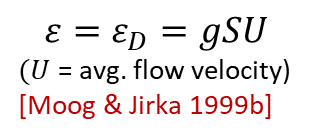 ε = ε_D = gSU
(U = avg. flow velocity)
[Moog & Jirka 1999b]